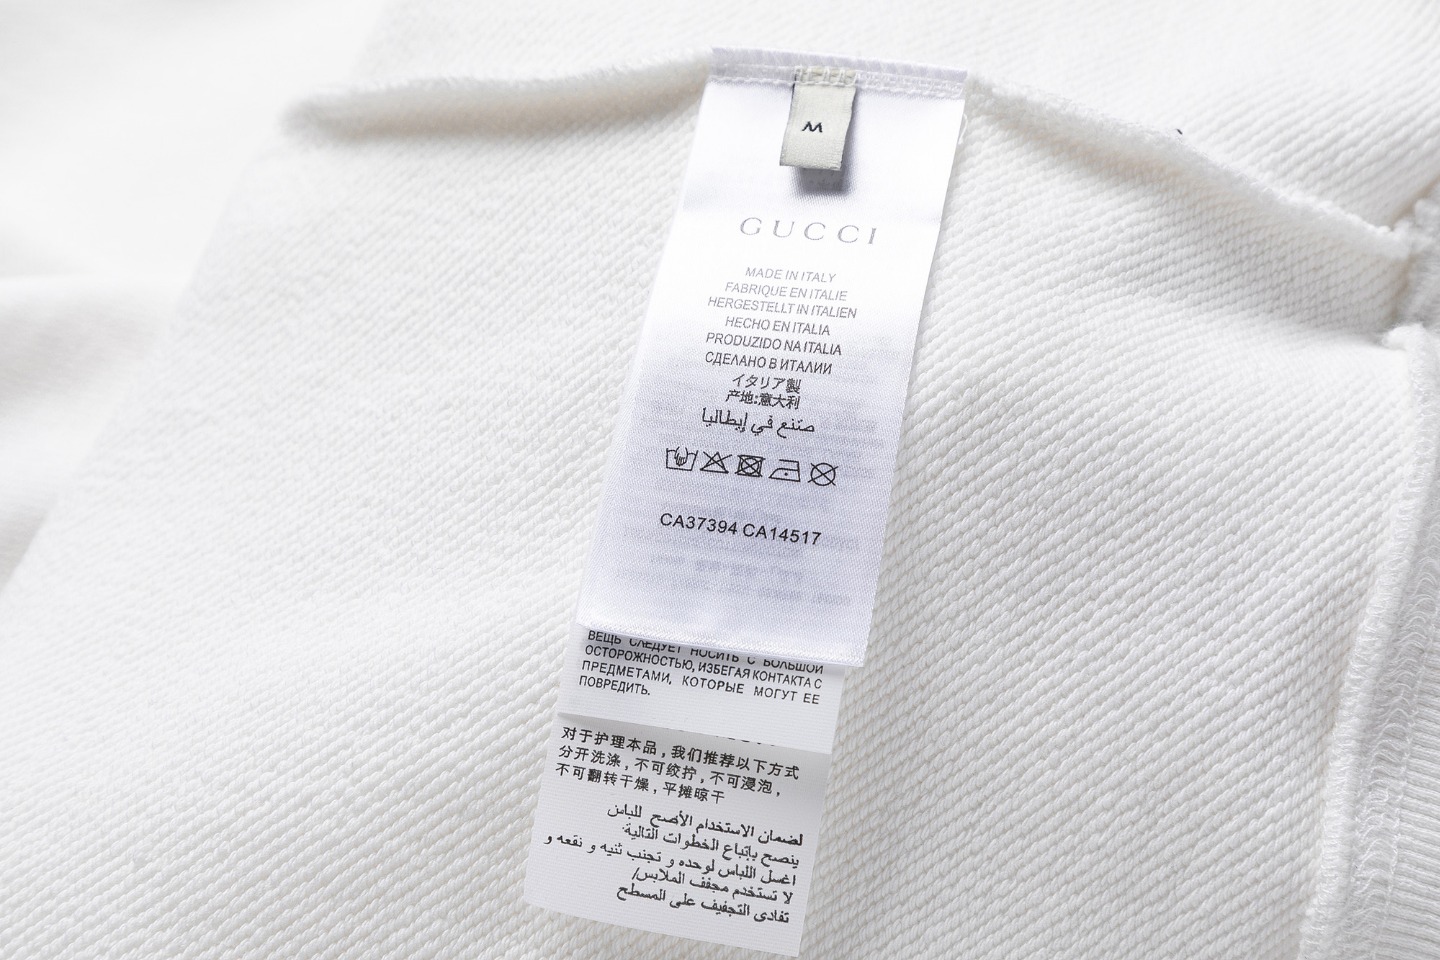 M
GUCCI
MADE IN ITALY
FABRIQUE EN ITALIE
HERGESTELLT IN ITALIEN
HECHO EN ITALIA
PRODUZIDO NA ITALIA
СДЕЛАНО В ИТАЛИИ
イタリア製
产地:意大利
صتنع في إيطاليا
CA37394 CA14517
ВЕЩЬ СЛЕДУЕТ НОСИТЬ С БОЛЬШОЙ
ОСТОРОЖНОСТЬЮ, ИЗБЕГАЯ КОНТАКТА С
ПРЕДМЕТАМИ, КОТОРЫЕ МОГУТ ЕЕ
ПОВРЕДИТЬ.
对于护理本品，我们推荐以下方式
分开洗涤，不可绞拧，不可浸泡，
不可翻转干燥，平摊晾干
لضمان الاستخدام الأصح للباس
ينصح بإتباع الخطوات التالية:
اغسل اللباس لوحده و تجنب ثنيه و نقعه و
لا تستخدم مجفف الملابس/
تفادى التجفيف على المسطح